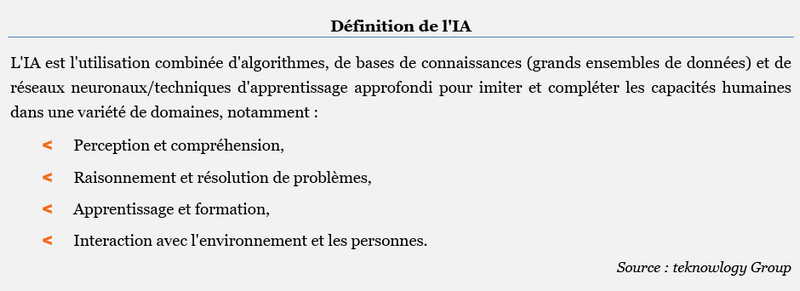 Définition de l'IA
L'IA est l'utilisation combinée d'algorithmes, de bases de connaissances (grands ensembles de données) et de
réseaux neuronaux/techniques d'apprentissage approfondi pour imiter et compléter les capacités humaines
dans une variété de domaines, notamment :
< Perception et compréhension,
< Raisonnement et résolution de problèmes,
< Apprentissage et formation,
< Interaction avec l'environnement et les personnes.
Source : teknowlogy Group